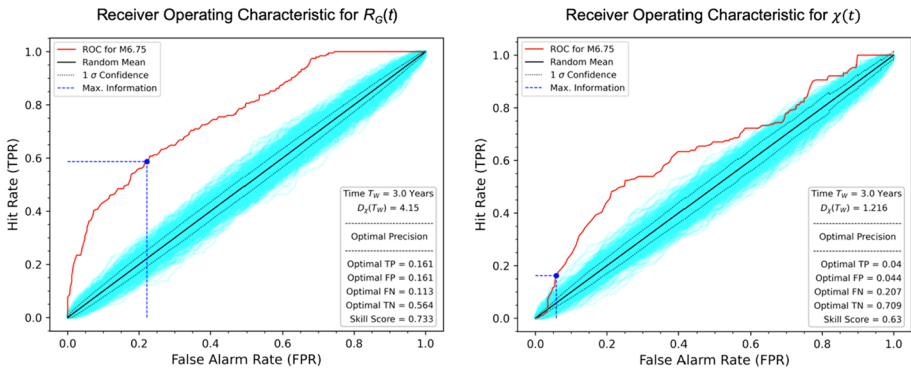 Receiver Operating Characteristic for R_G(t)
ROC for M6.75
Random Mean
1 σ Confidence
Max. Information
Hit Rate (TPR)
1.0
0.8
0.6
0.4
0.2
0.0
Time T_W = 3.0 Years
D_χ(T_W) = 4.15
Optimal Precision
Optimal TP = 0.161
Optimal FP = 0.161
Optimal FN = 0.113
Optimal TN = 0.564
Skill Score = 0.733
0.0 0.2 0.4 0.6 0.8 1.0
False Alarm Rate (FPR)
Receiver Operating Characteristic for χ(t)
ROC for M6.75
Random Mean
1 σ Confidence
Max. Information
Hit Rate (TPR)
1.0
0.8
0.6
0.4
0.2
0.0
Time T_W = 3.0 Years
D_χ(T_W) = 1.216
Optimal Precision
Optimal TP = 0.04
Optimal FP = 0.044
Optimal FN = 0.207
Optimal TN = 0.709
Skill Score = 0.63
0.0 0.2 0.4 0.6 0.8 1.0
False Alarm Rate (FPR)